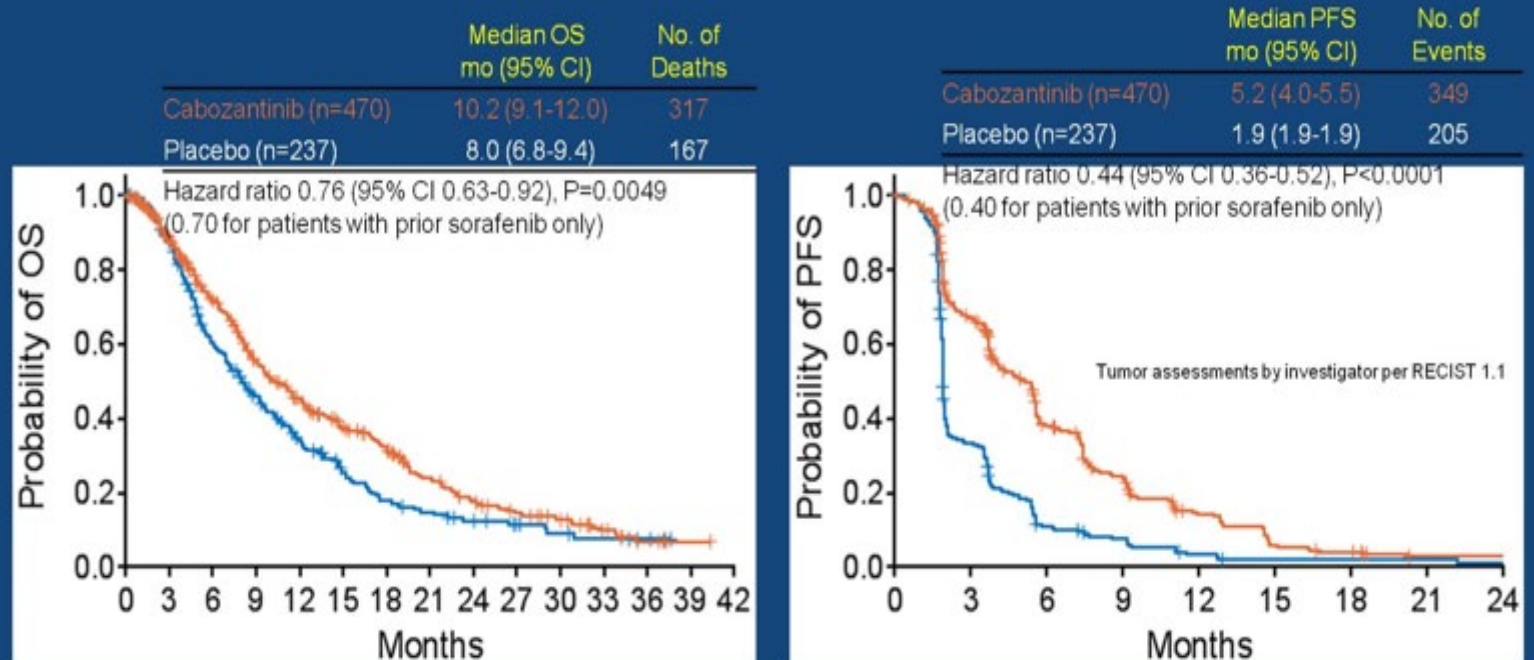 Median OS No. of
mo (95% CI) Deaths
Cabozantinib (n=470) 10.2 (9.1-12.0) 317
Placebo (n=237) 8.0 (6.8-9.4) 167
Hazard ratio 0.76 (95% CI 0.63-0.92), P=0.0049
(0.70 for patients with prior sorafenib only)
Probability of OS
1.0
0.8
0.6
0.4
0.2
0.0
0 3 6 9 12 15 18 21 24 27 30 33 36 39 42
Months
Median PFS No. of
mo (95% CI) Events
Cabozantinib (n=470) 5.2 (4.0-5.5) 349
Placebo (n=237) 1.9 (1.9-1.9) 205
Hazard ratio 0.44 (95% CI 0.36-0.52), P<0.0001
(0.40 for patients with prior sorafenib only)
Probability of PFS
1.0
0.8
0.6
0.4
0.2
0.0
Tumor assessments by investigator per RECIST 1.1
0 3 6 9 12 15 18 21 24
Months